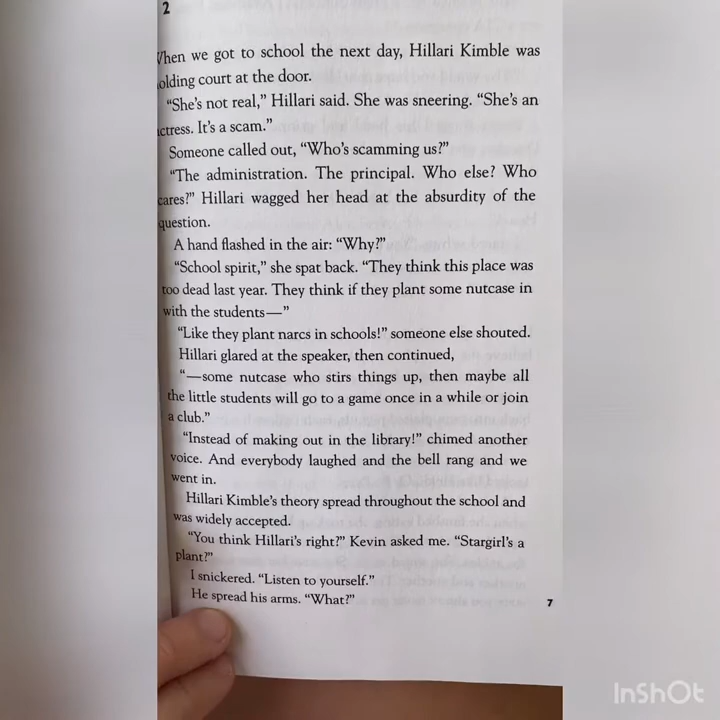 2
When we got to school the next day, Hillari Kimble was
holding court at the door.
"She's not real," Hillari said. She was sneering. "She's an
actress. It's a scam."
Someone called out, "Who's scamming us?"
"The administration. The principal. Who else? Who
cares?" Hillari wagged her head at the absurdity of the
question.
A hand flashed in the air: "Why?"
"School spirit," she spat back. "They think this place was
too dead last year. They think if they plant some nutcase in
with the students—"
"Like they plant narcs in schools!" someone else shouted.
Hillari glared at the speaker, then continued,
"—some nutcase who stirs things up, then maybe all
the little students will go to a game once in a while or join
a club."
"Instead of making out in the library!" chimed another
voice. And everybody laughed and the bell rang and we
went in.
Hillari Kimble's theory spread throughout the school and
was widely accepted.
"You think Hillari's right?" Kevin asked me. "Stargirl's a
plant?"
I snickered. "Listen to yourself."
He spread his arms. "What?"
7
InShOt